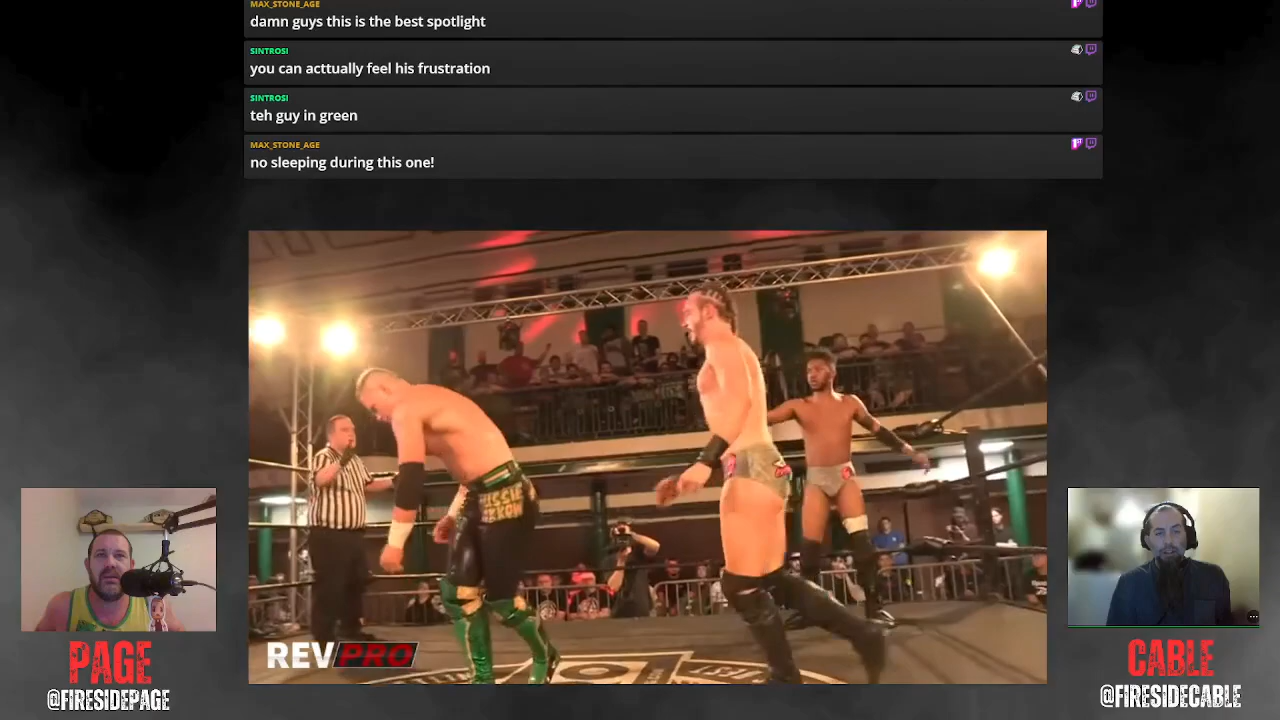 MAX_STONE_AGE
damn guys this is the best spotlight
SINTROSI
you can acttually feel his frustration
SINTROSI
teh guy in green
MAX_STONE_AGE
no sleeping during this one!
REVPRO
PAGE
@FIRESIDEPAGE
CABLE
@FIRESIDECABLE